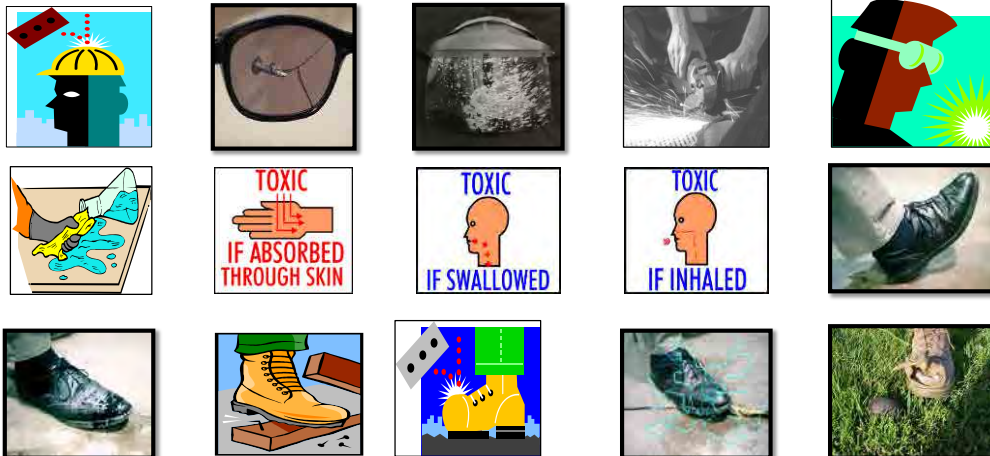 TOXIC
IF ABSORBED
THROUGH SKIN
TOXIC
IF SWALLOWED
TOXIC
IF INHALED